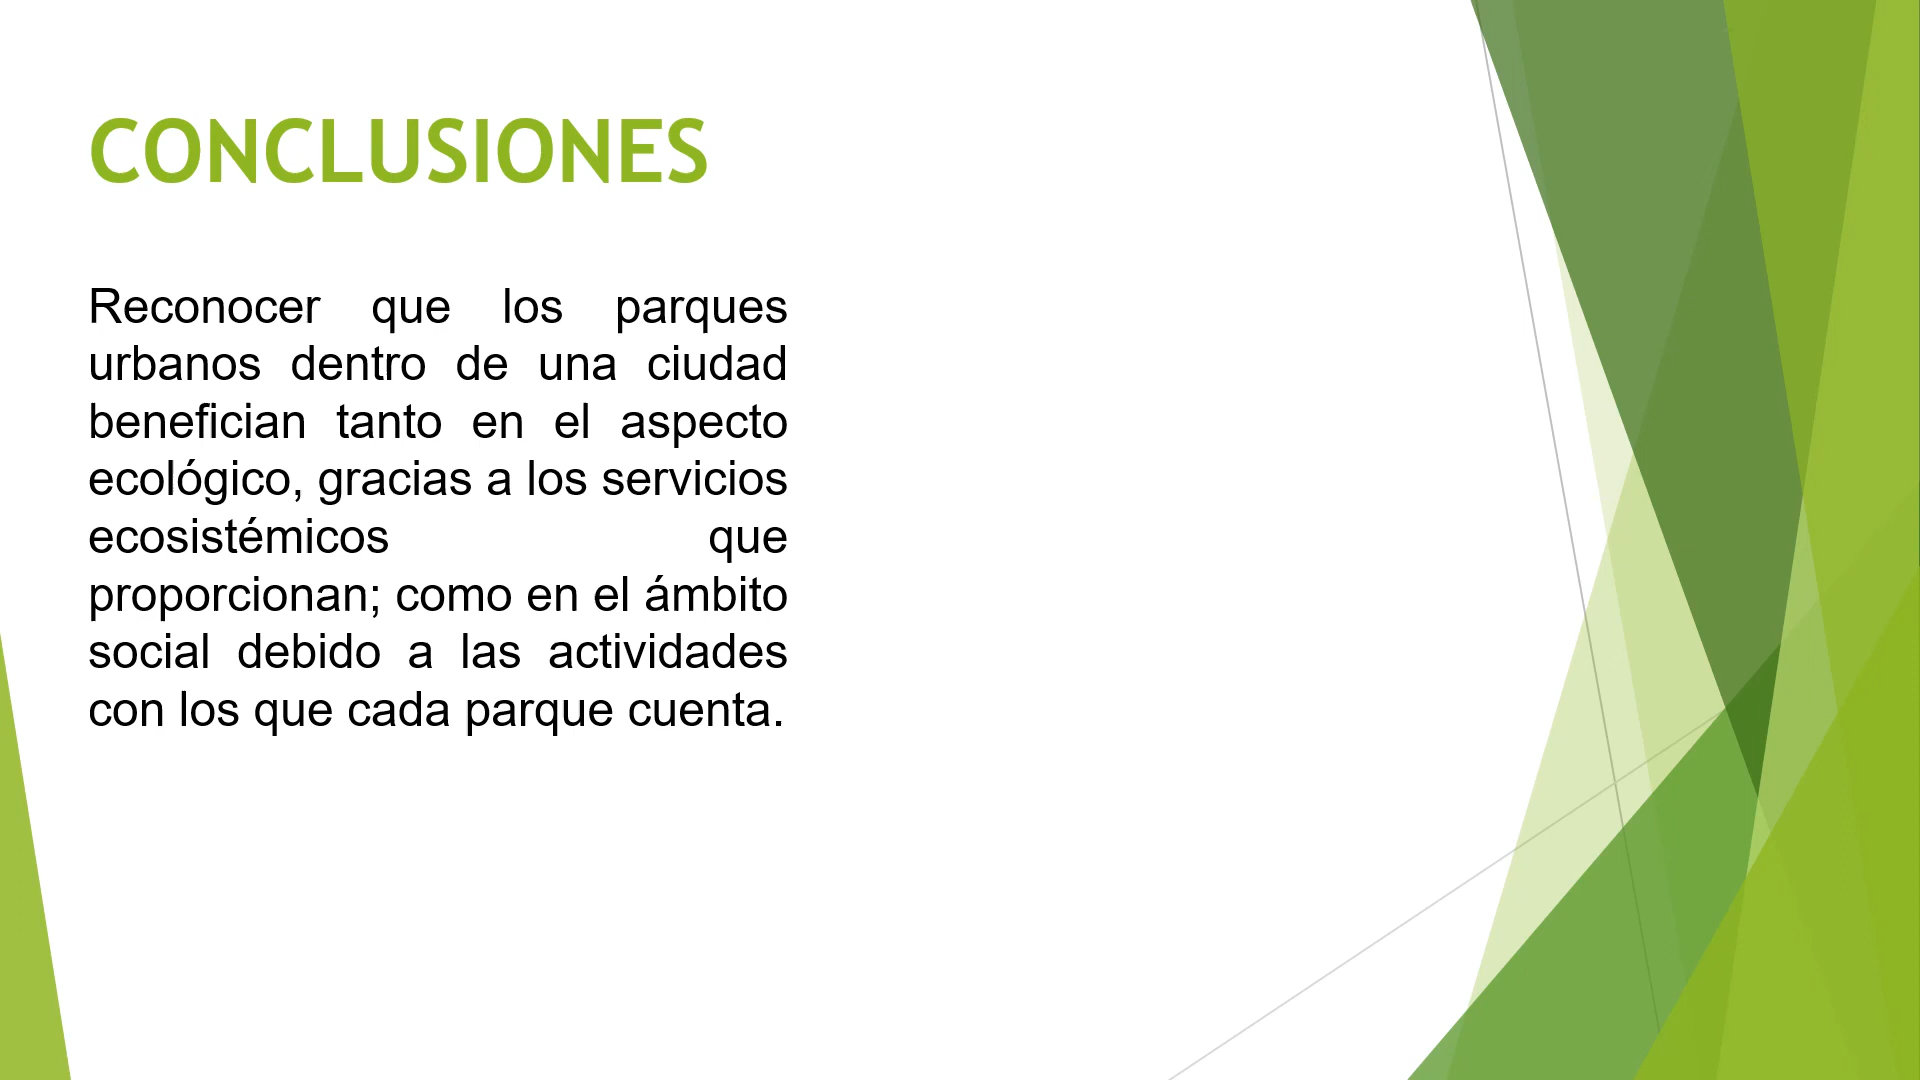 CONCLUSIONES
Reconocer que los parques
urbanos dentro de una ciudad
benefician tanto en el aspecto
ecológico, gracias a los servicios
ecosistémicos que
proporcionan; como en el ámbito
social debido a las actividades
con los que cada parque cuenta.